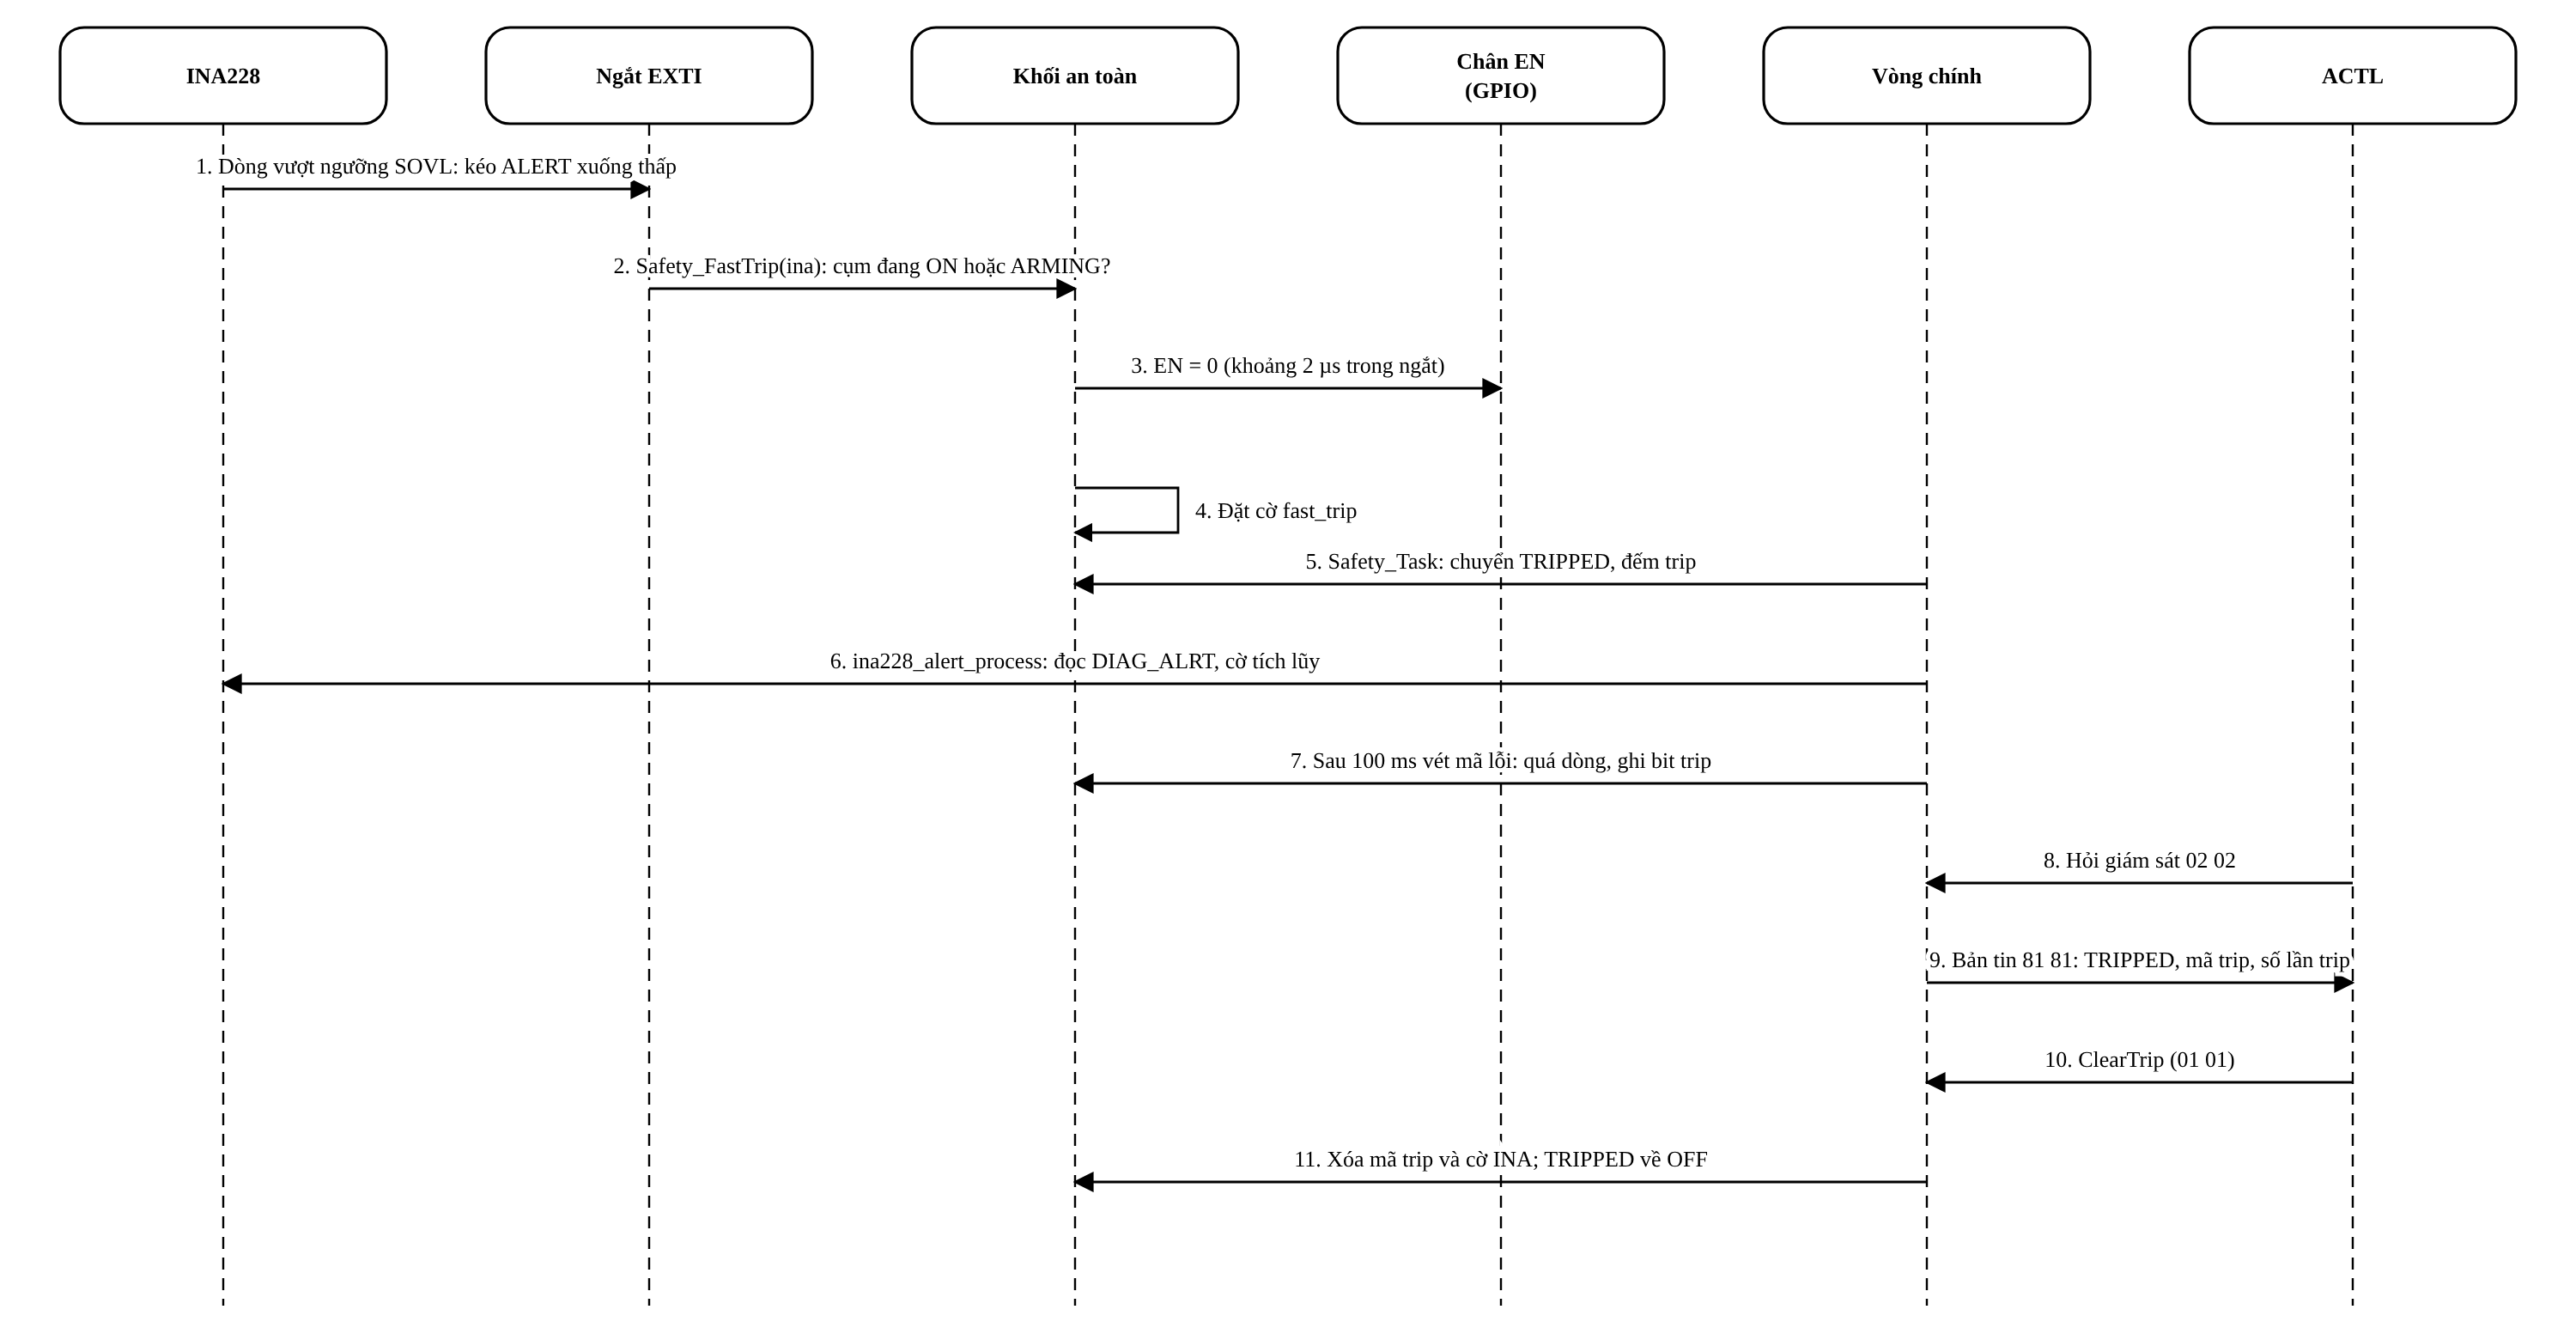 INA228
Ngắt EXTI
Khối an toàn
Chân EN
(GPIO)
Vòng chính
ACTL
1. Dòng vượt ngưỡng SOVL: kéo ALERT xuống thấp
2. Safety_FastTrip(ina): cụm đang ON hoặc ARMING?
3. EN = 0 (khoảng 2 µs trong ngắt)
4. Đặt cờ fast_trip
5. Safety_Task: chuyển TRIPPED, đếm trip
6. ina228_alert_process: đọc DIAG_ALRT, cờ tích lũy
7. Sau 100 ms vét mã lỗi: quá dòng, ghi bit trip
8. Hỏi giám sát 02 02
9. Bản tin 81 81: TRIPPED, mã trip, số lần trip
10. ClearTrip (01 01)
11. Xóa mã trip và cờ INA; TRIPPED về OFF